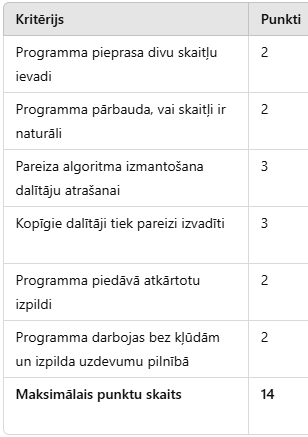 Kritērijs Punkti
Programma pieprasa divu skaitļu 2
ievadi
Programma pārbauda, vai skaitļi ir 2
naturāli
Pareiza algoritma izmantošana 3
dalītāju atrašanai
Kopīgie dalītāji tiek pareizi izvadīti 3
Programma piedāvā atkārtotu 2
izpildi
Programma darbojas bez kļūdām 2
un izpilda uzdevumu pilnībā
Maksimālais punktu skaits 14